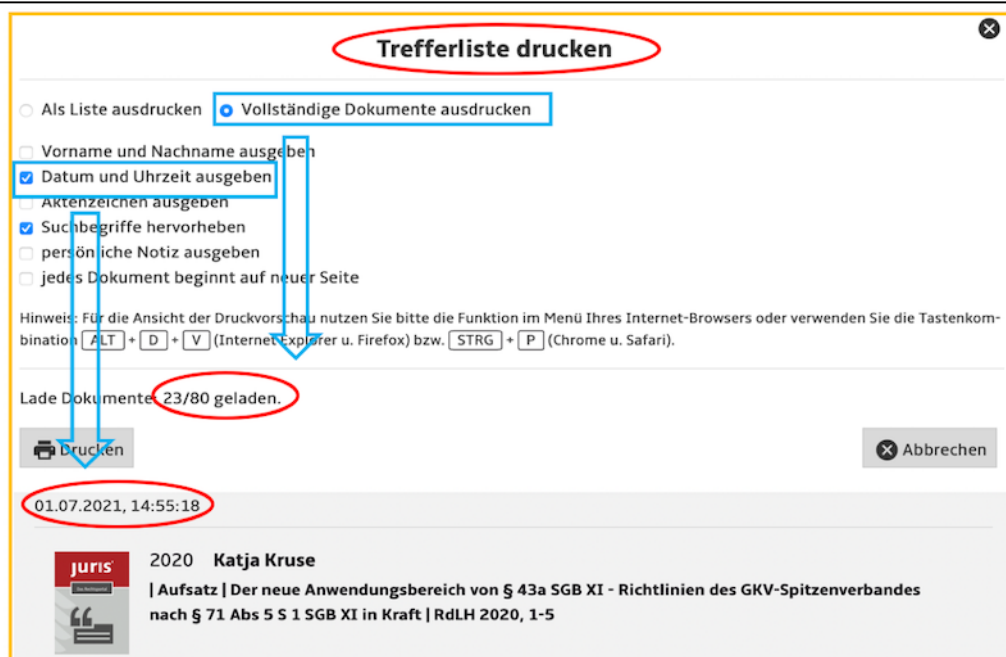 Trefferliste drucken
Als Liste ausdrucken Vollständige Dokumente ausdrucken
Vorname und Nachname ausgeben
Datum und Uhrzeit ausgeben
Aktenzeichen ausgeben
Suchbegriffe hervorheben
persönliche Notiz ausgeben
jedes Dokument beginnt auf neuer Seite
Hinweis: Für die Ansicht der Druckvorschau nutzen Sie bitte die Funktion im Menü Ihres Internet-Browsers oder verwenden Sie die Tastenkom-
bination ALT + D + V (Internet Explorer u. Firefox) bzw. STRG + P (Chrome u. Safari).
Lade Dokumente: 23/80 geladen.
Drucken Abbrechen
01.07.2021, 14:55:18
juris
2020 Katja Kruse
| Aufsatz | Der neue Anwendungsbereich von § 43a SGB XI - Richtlinien des GKV-Spitzenverbandes
nach § 71 Abs 5 S 1 SGB XI in Kraft | RdLH 2020, 1-5